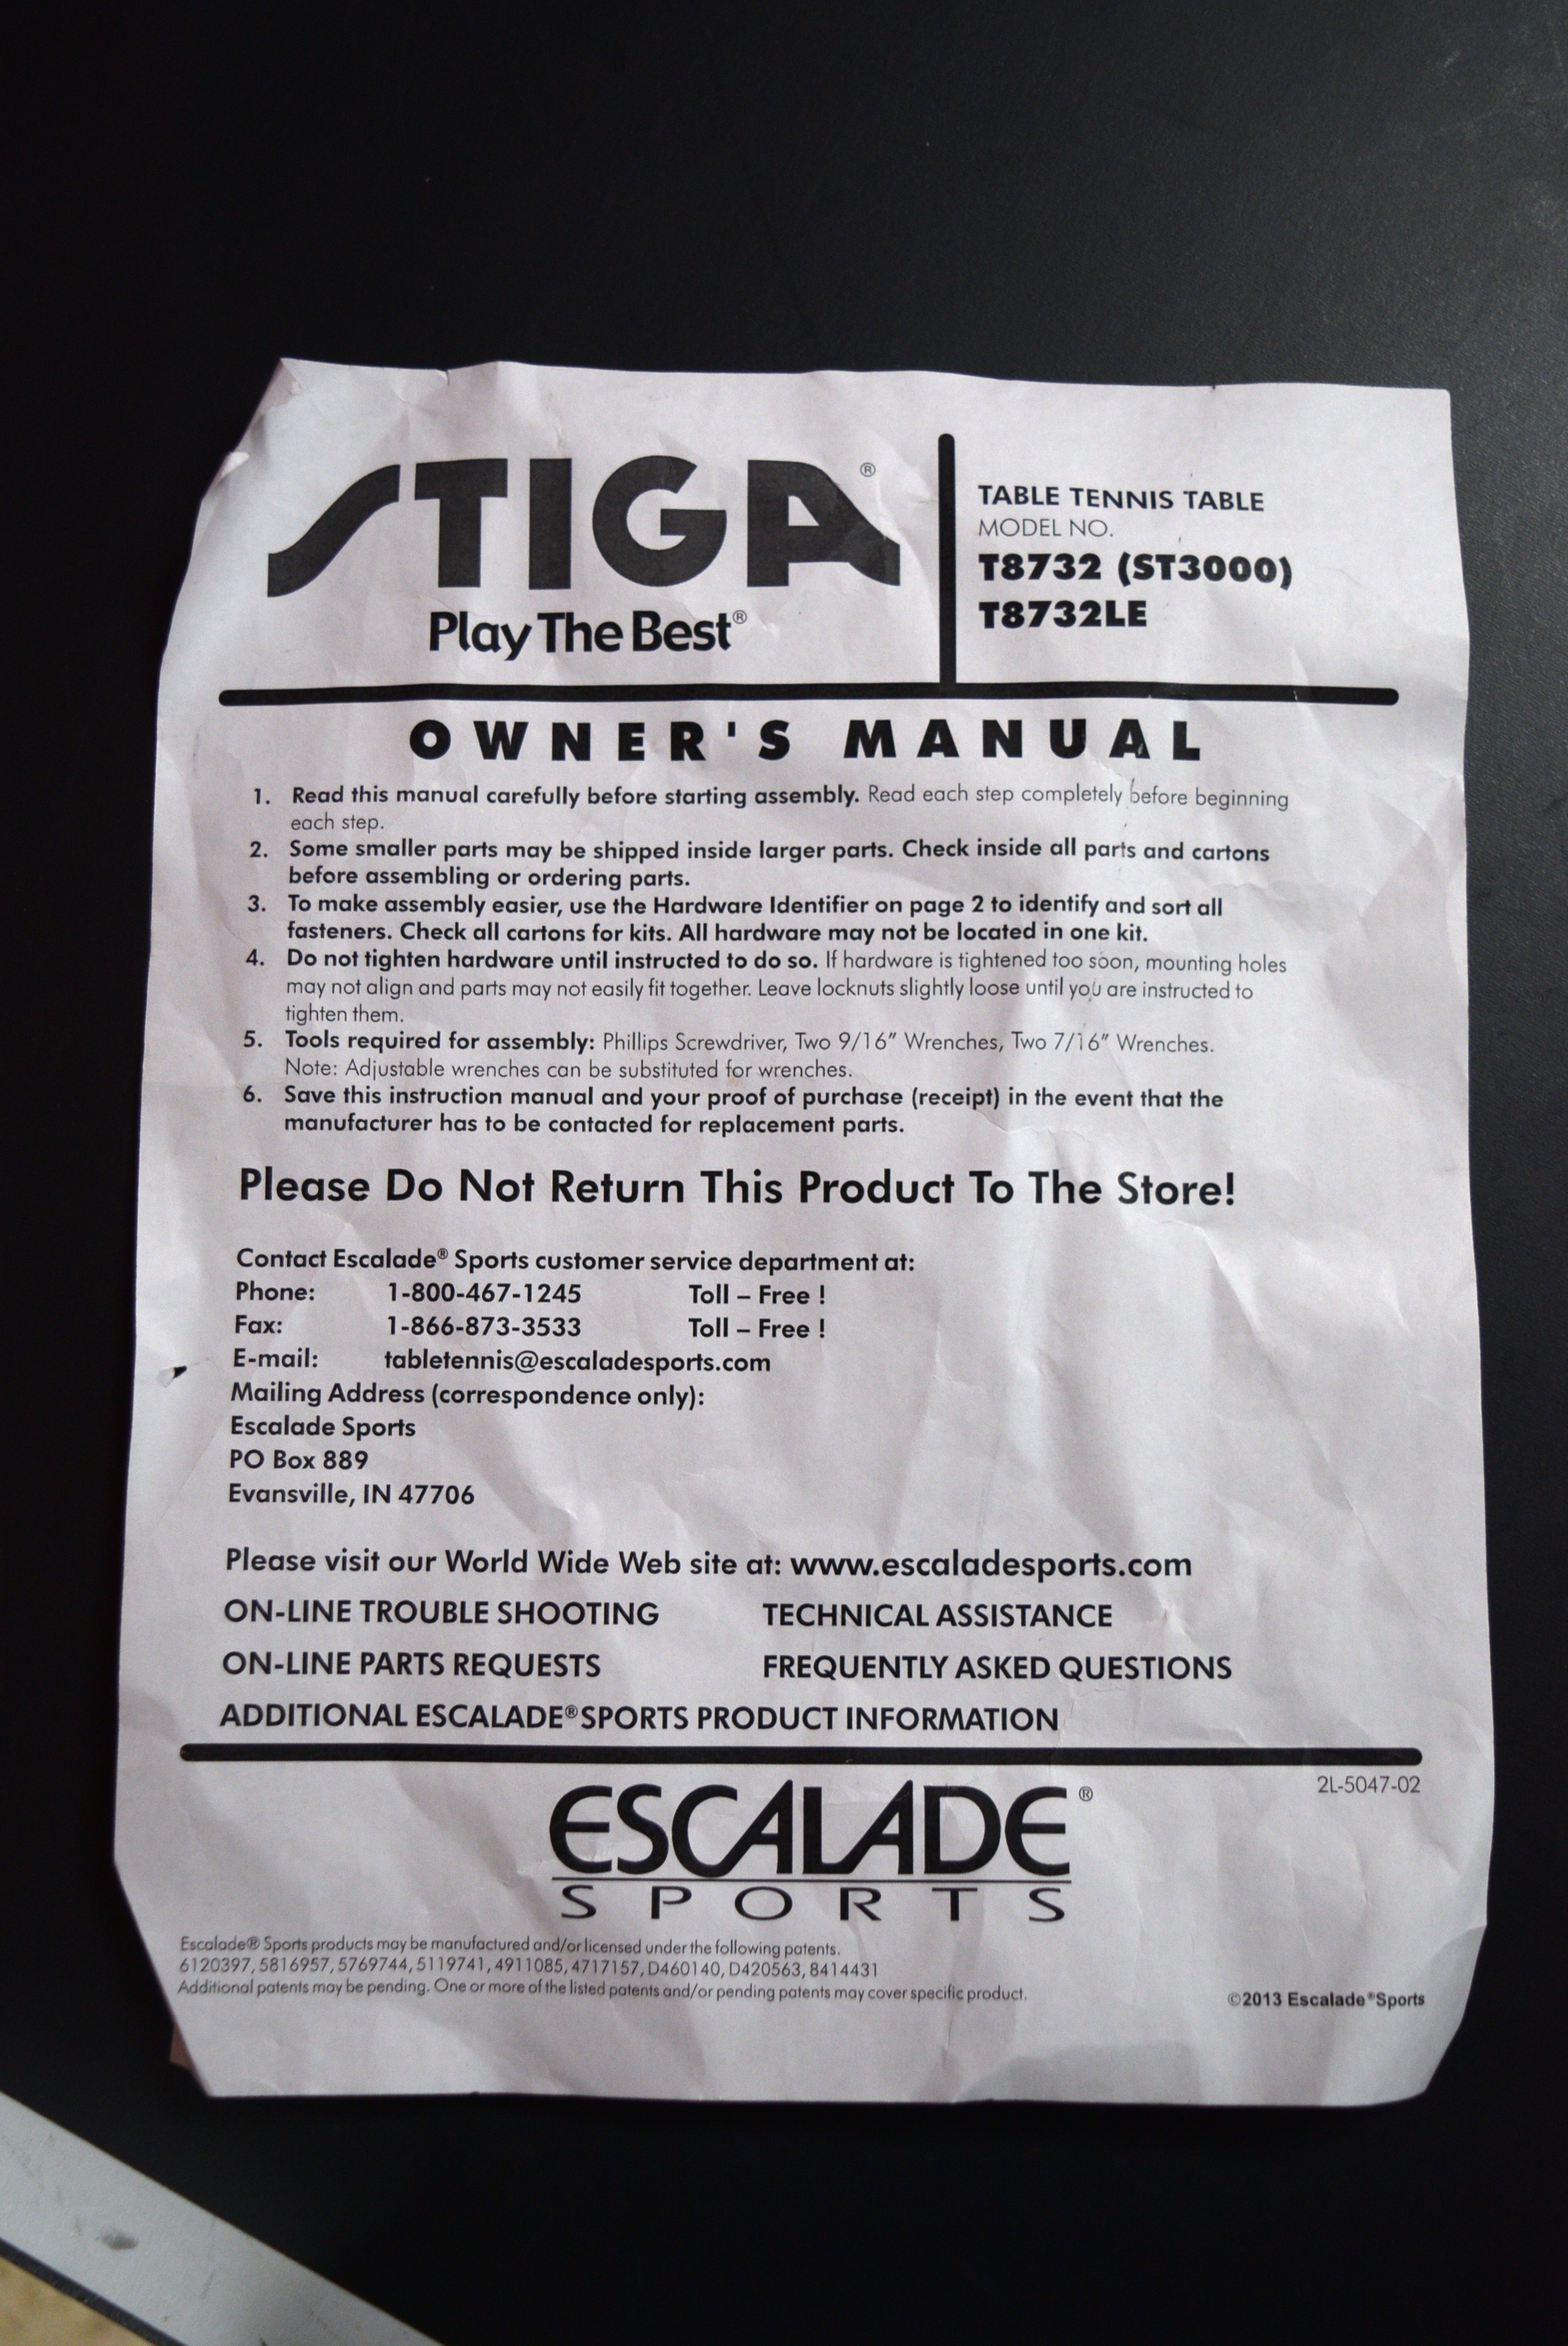 STIGA®
Play The Best®
TABLE TENNIS TABLE
MODEL NO.
T8732 (ST3000)
T8732LE
OWNER'S MANUAL
1. Read this manual carefully before starting assembly. Read each step completely before beginning
each step.
2. Some smaller parts may be shipped inside larger parts. Check inside all parts and cartons
before assembling or ordering parts.
3. To make assembly easier, use the Hardware Identifier on page 2 to identify and sort all
fasteners. Check all cartons for kits. All hardware may not be located in one kit.
4. Do not tighten hardware until instructed to do so. If hardware is tightened too soon, mounting holes
may not align and parts may not easily fit together. Leave locknuts slightly loose until you are instructed to
tighten them.
5. Tools required for assembly: Phillips Screwdriver, Two 9/16" Wrenches, Two 7/16" Wrenches.
Note: Adjustable wrenches can be substituted for wrenches.
6. Save this instruction manual and your proof of purchase (receipt) in the event that the
manufacturer has to be contacted for replacement parts.
Please Do Not Return This Product To The Store!
Contact Escalade® Sports customer service department at:
Phone: 1-800-467-1245 Toll – Free !
Fax: 1-866-873-3533 Toll – Free !
E-mail: tabletennis@escaladesports.com
Mailing Address (correspondence only):
Escalade Sports
PO Box 889
Evansville, IN 47706
Please visit our World Wide Web site at: www.escaladesports.com
ON-LINE TROUBLE SHOOTING TECHNICAL ASSISTANCE
ON-LINE PARTS REQUESTS FREQUENTLY ASKED QUESTIONS
ADDITIONAL ESCALADE® SPORTS PRODUCT INFORMATION
2L-5047-02
ESCALADE®
SPORTS
Escalade® Sports products may be manufactured and/or licensed under the following patents.
6120397, 5816957, 5769744, 5119741, 4911085, 4717157, D460140, D420563, 8414431
Additional patents may be pending. One or more of the listed patents and/or pending patents may cover specific product.
©2013 Escalade® Sports